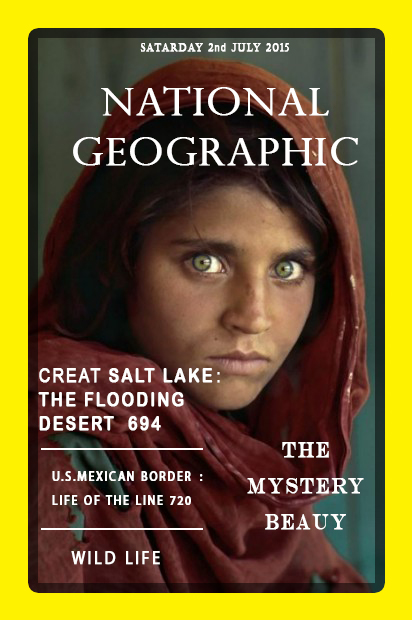 SATARDAY 2nd JULY 2015
NATIONAL
GEOGRAPHIC
CREAT SALT LAKE:
THE FLOODING
DESERT 694
U.S.MEXICAN BORDER :
LIFE OF THE LINE 720
WILD LIFE
THE
MYSTERY
BEAUY